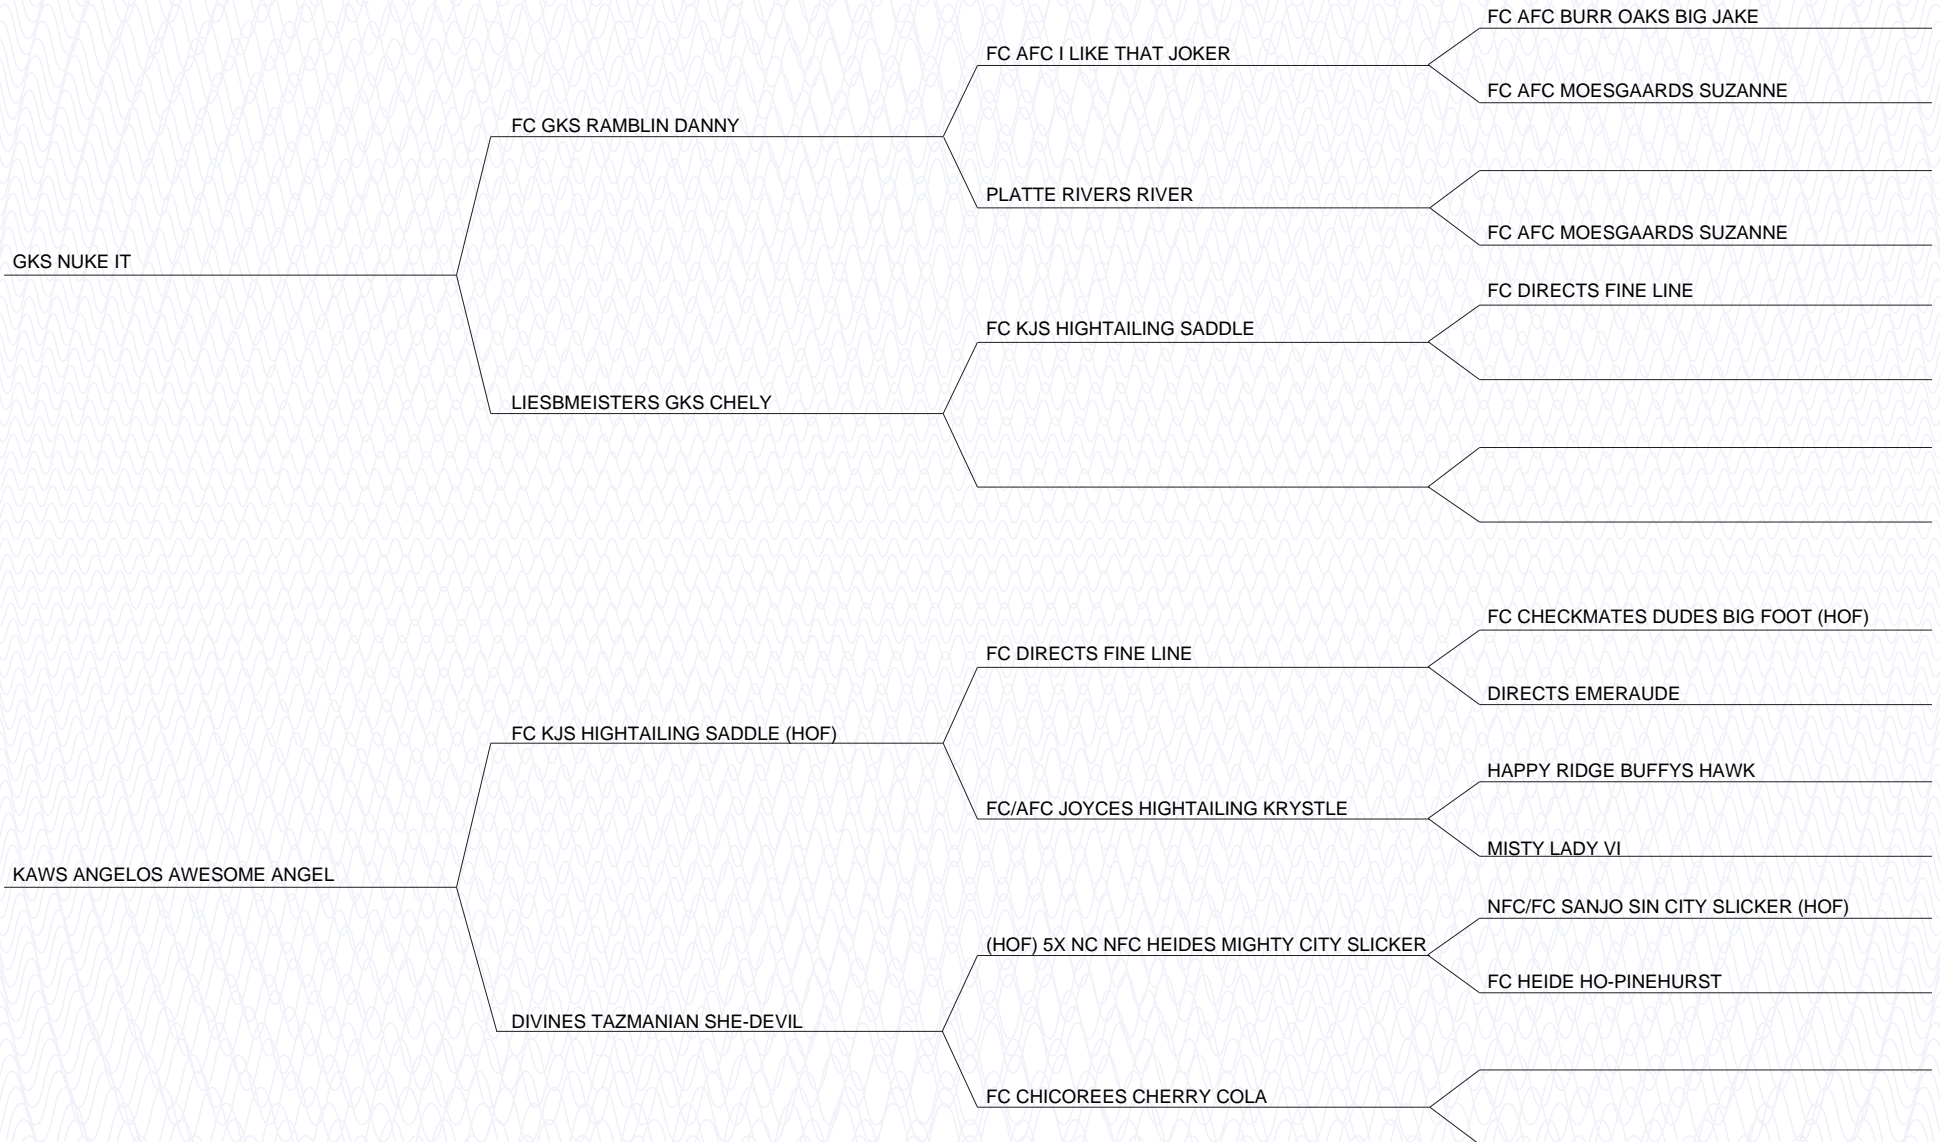 FC AFC BURR OAKS BIG JAKE
FC AFC I LIKE THAT JOKER
FC AFC MOESGAARDS SUZANNE
FC GKS RAMBLIN DANNY
PLATTE RIVERS RIVER
FC AFC MOESGAARDS SUZANNE
GKS NUKE IT
FC DIRECTS FINE LINE
FC KJS HIGHTAILING SADDLE
LIESBMEISTERS GKS CHELY
FC CHECKMATES DUDES BIG FOOT (HOF)
FC DIRECTS FINE LINE
DIRECTS EMERAUDE
FC KJS HIGHTAILING SADDLE (HOF)
HAPPY RIDGE BUFFYS HAWK
FC/AFC JOYCES HIGHTAILING KRYSTLE
MISTY LADY VI
KAWS ANGELOS AWESOME ANGEL
NFC/FC SANJO SIN CITY SLICKER (HOF)
(HOF) 5X NC NFC HEIDES MIGHTY CITY SLICKER
FC HEIDE HO-PINEHURST
DIVINES TAZMANIAN SHE-DEVIL
FC CHICOREES CHERRY COLA